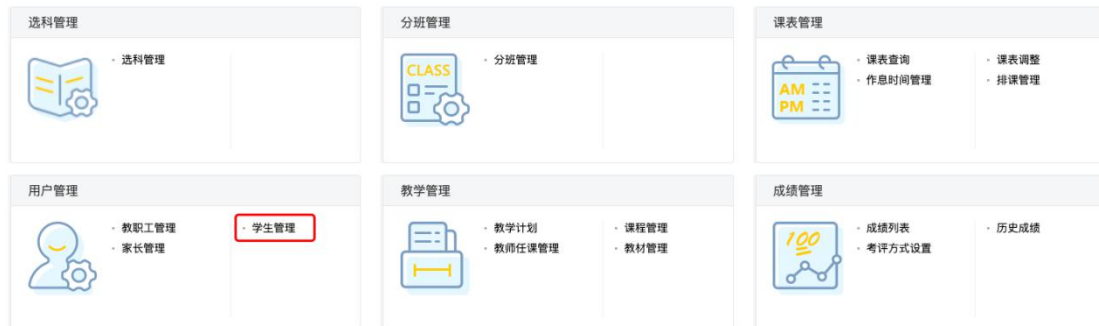 选科管理
选科管理
分班管理
CLASS
分班管理
课表管理
AM
PM
课表查询
课表调整
作息时间管理
排课管理
用户管理
教职工管理
学生管理
家长管理
教学管理
教学计划
课程管理
教师任课管理
教材管理
成绩管理
100
成绩列表
历史成绩
考评方式设置